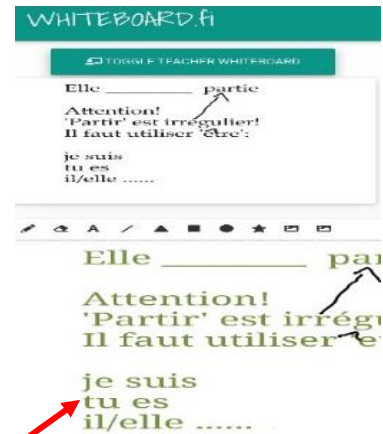 WHITEBOARD.fi
TOGGLE TEACHER WHITEBOARD
Elle ________ partie
Attention!
'Partir' est irrégulier!
Il faut utiliser 'être':
je suis
tu es
il/elle ......
Elle ________ par
Attention!
'Partir' est irrégu
Il faut utiliser 'ê
je suis
tu es
il/elle ......